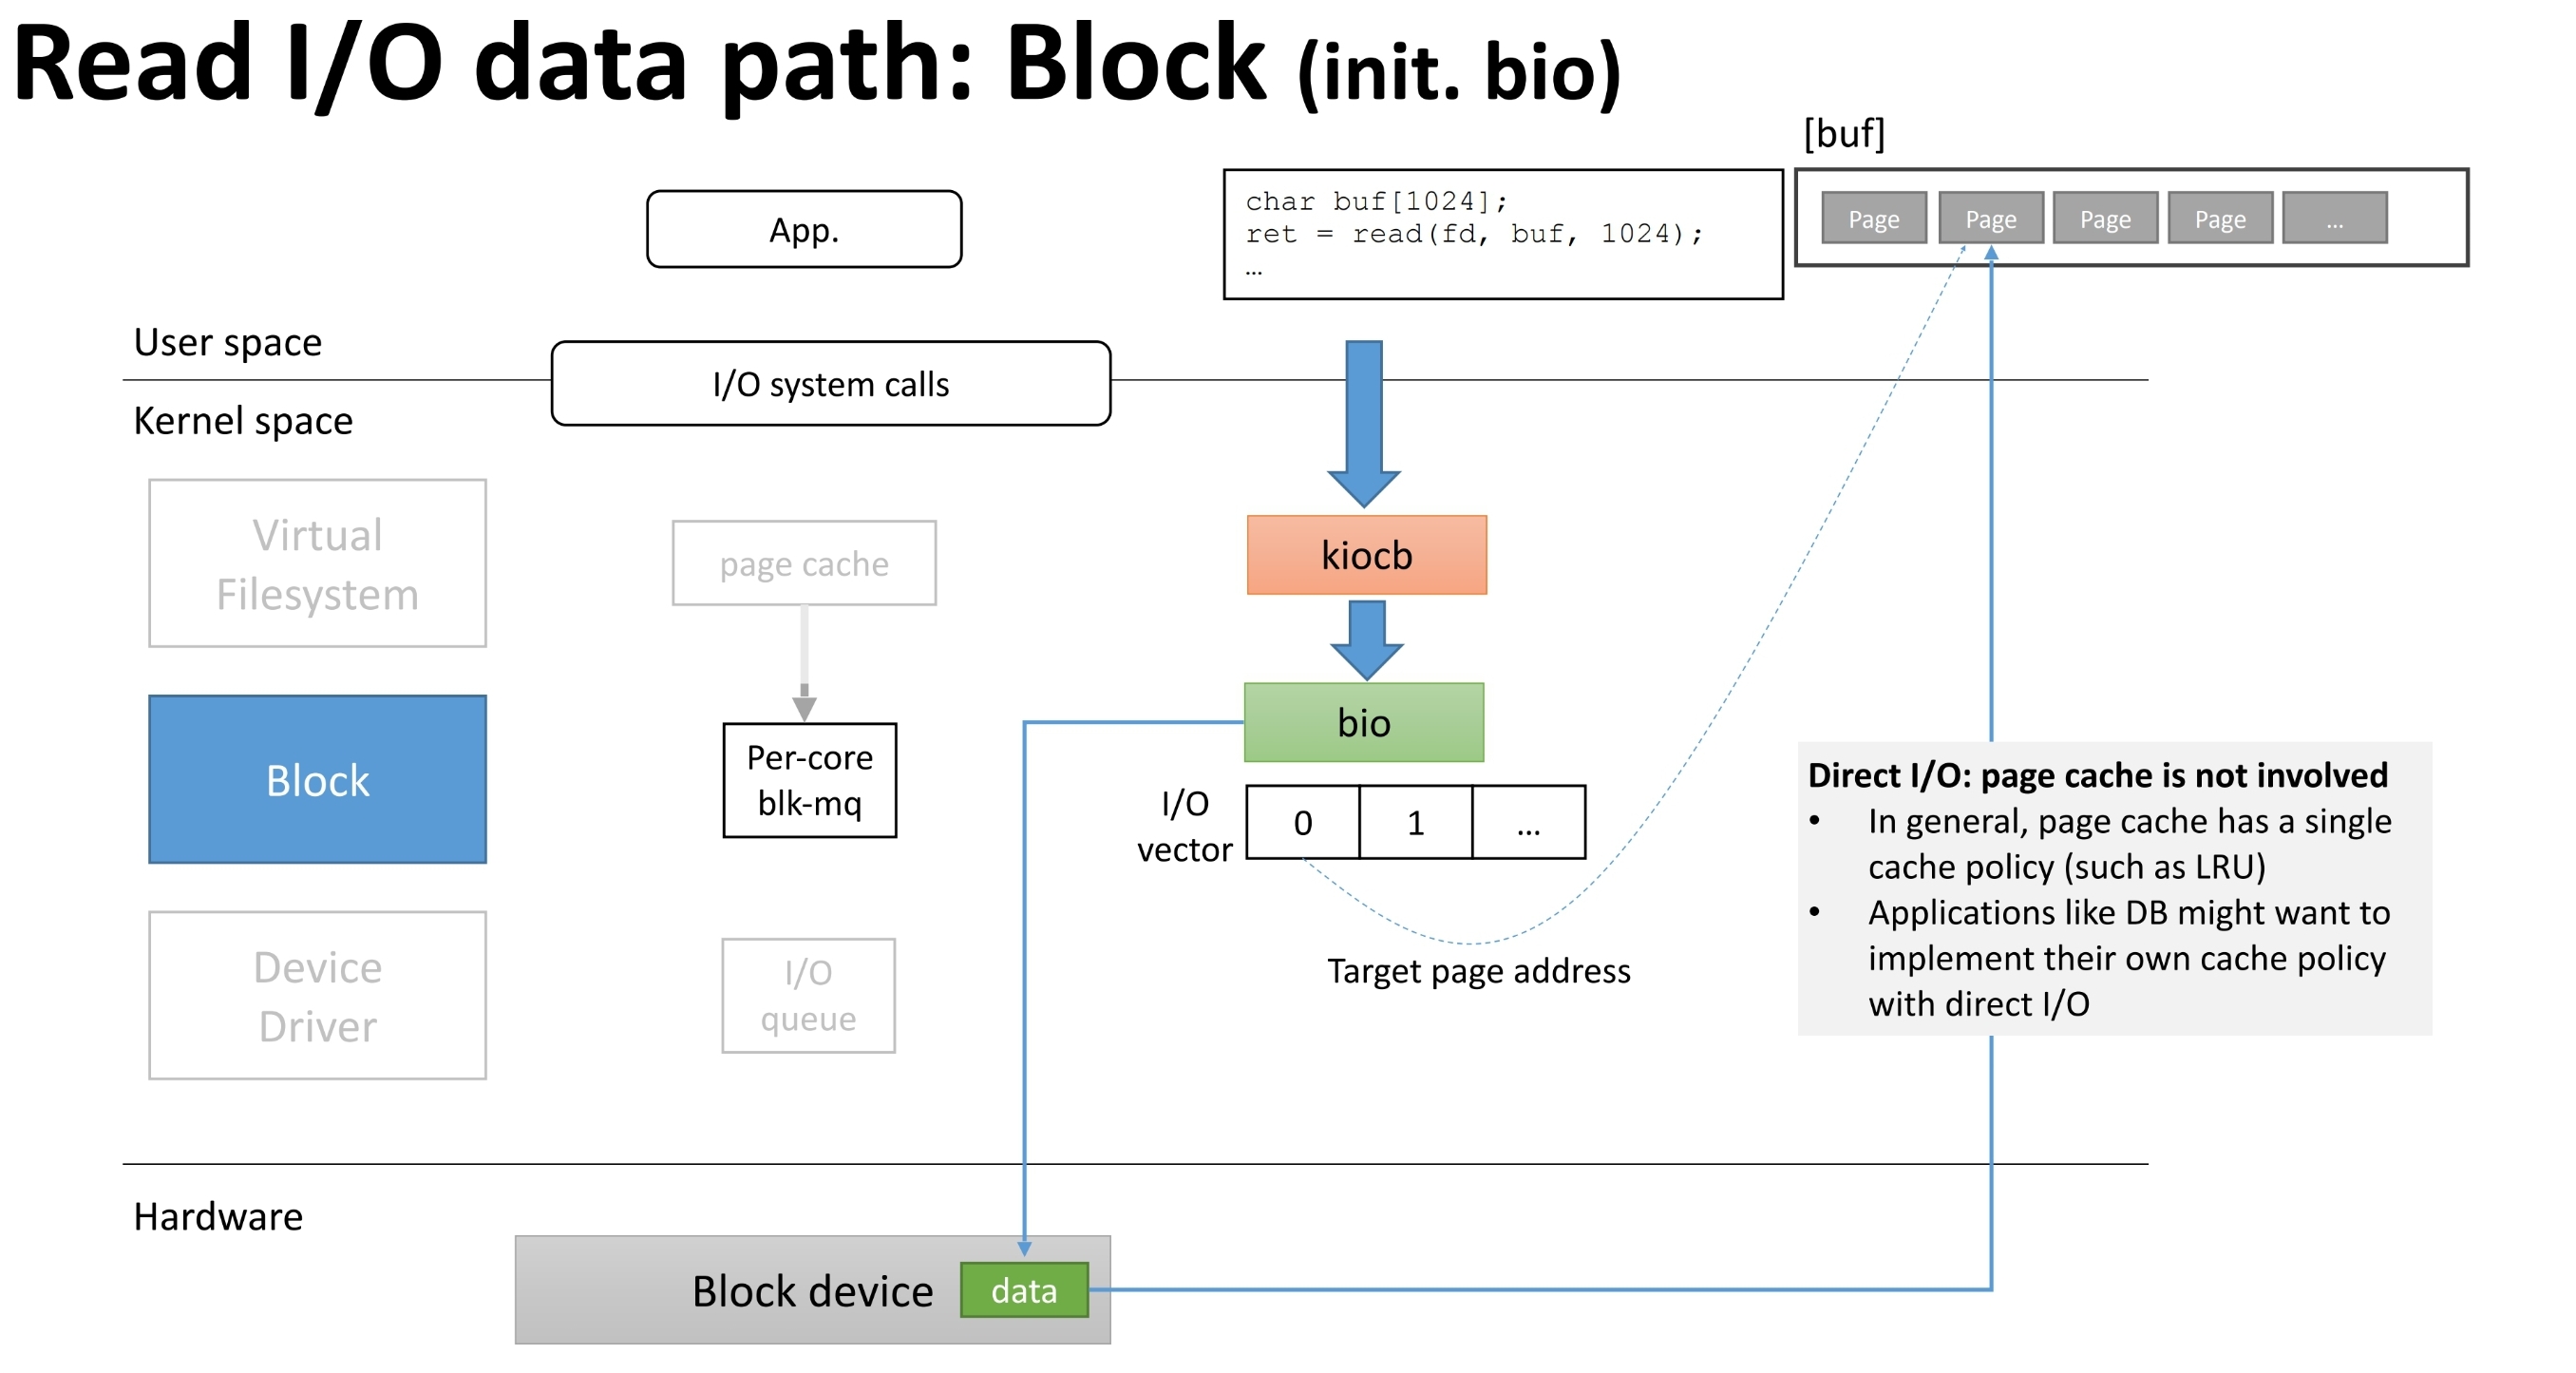 Read I/O data path: Block (init. bio)
[buf]
App.
char buf[1024];
ret = read(fd, buf, 1024);
…
Page
Page
Page
Page
...
User space
I/O system calls
Kernel space
Virtual
Filesystem
page cache
kiocb
Block
Per-core
blk-mq
bio
I/O
vector
0
1
...
Direct I/O: page cache is not involved
• In general, page cache has a single
cache policy (such as LRU)
• Applications like DB might want to
implement their own cache policy
with direct I/O
Device
Driver
I/O
queue
Target page address
Hardware
Block device
data